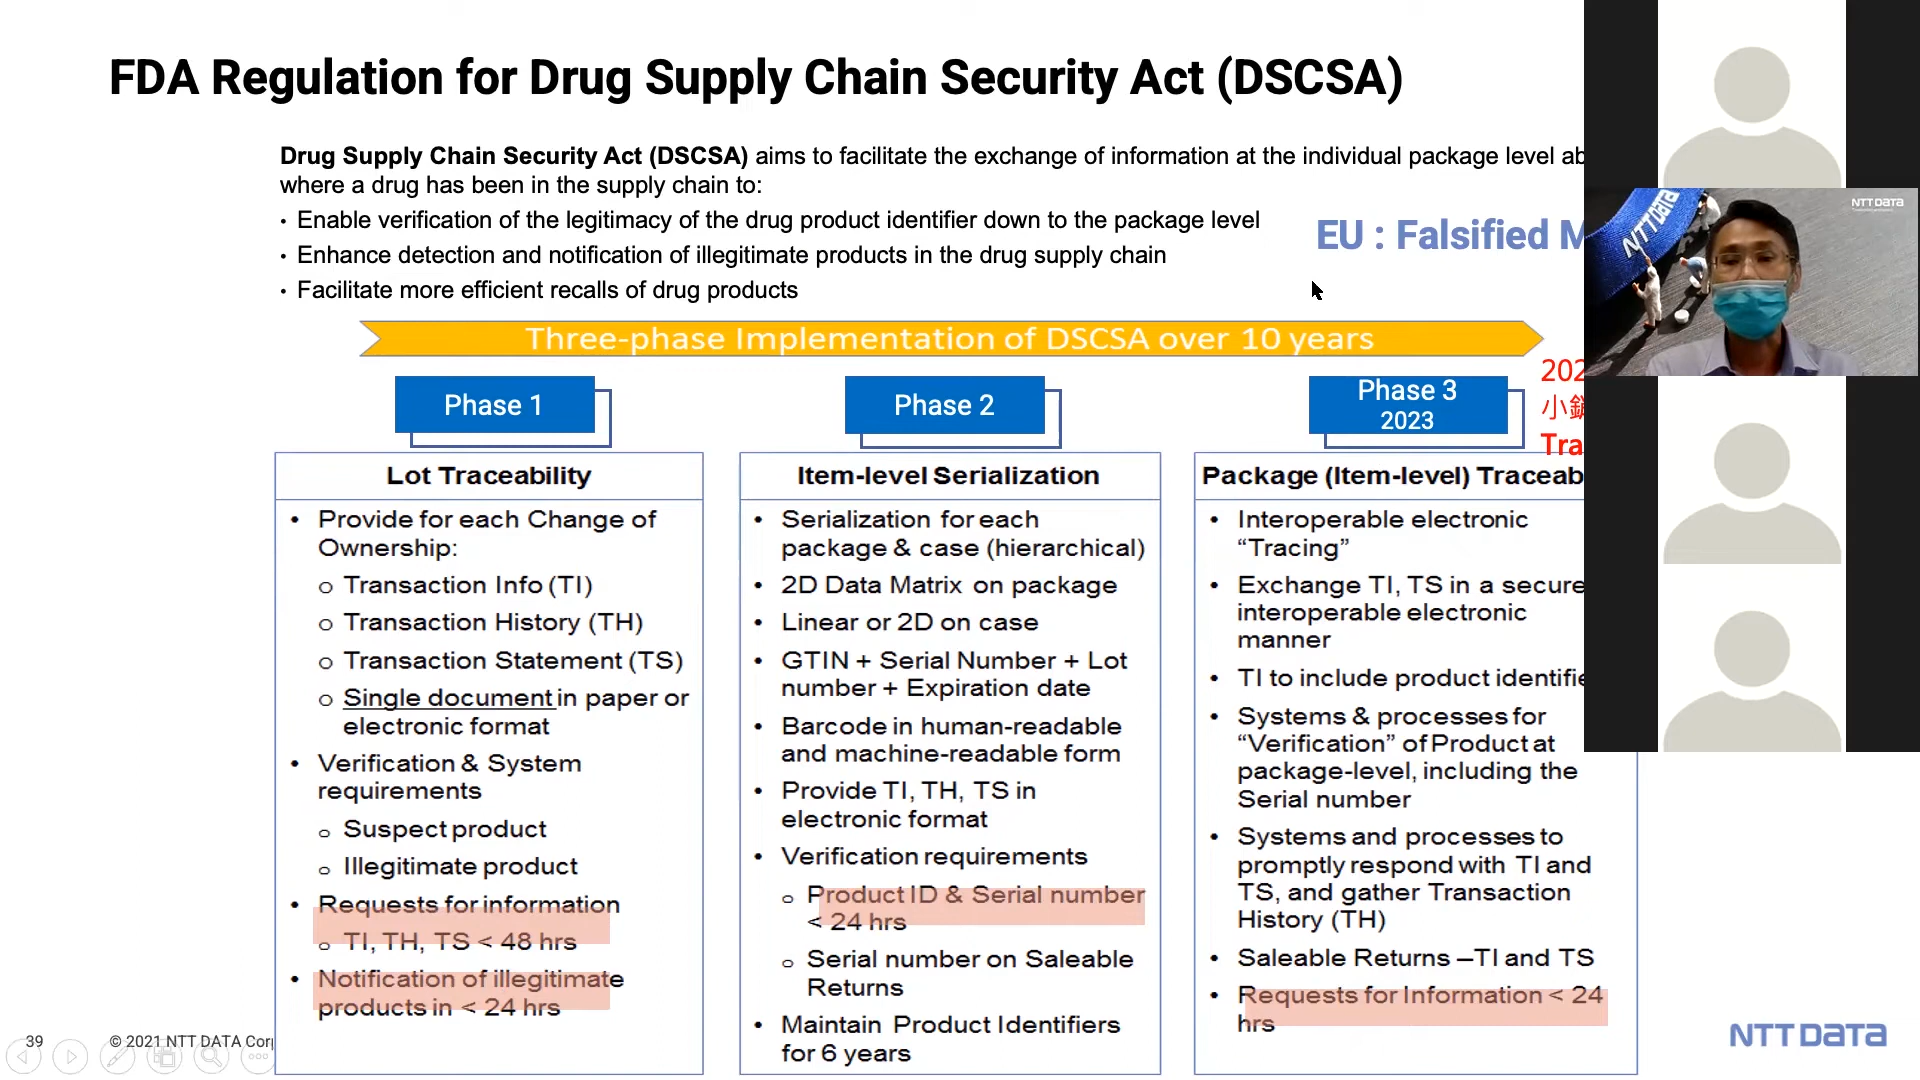 FDA Regulation for Drug Supply Chain Security Act (DSCSA)
Drug Supply Chain Security Act (DSCSA) aims to facilitate the exchange of information at the individual package level
where a drug has been in the supply chain to:
• Enable verification of the legitimacy of the drug product identifier down to the package level
• Enhance detection and notification of illegitimate products in the drug supply chain
• Facilitate more efficient recalls of drug products
EU : Falsified
NTT DATA
NTT DATA
Three-phase Implementation of DSCSA over 10 years
Phase 1
Lot Traceability
• Provide for each Change of
Ownership:
o Transaction Info (TI)
o Transaction History (TH)
o Transaction Statement (TS)
o Single document in paper or
electronic format
• Verification & System
requirements
o Suspect product
o Illegitimate product
• Requests for information
o TI, TH, TS < 48 hrs
• Notification of illegitimate
products in < 24 hrs
Phase 2
Item-level Serialization
• Serialization for each
package & case (hierarchical)
• 2D Data Matrix on package
• Linear or 2D on case
• GTIN + Serial Number + Lot
number + Expiration date
• Barcode in human-readable
and machine-readable form
• Provide TI, TH, TS in
electronic format
• Verification requirements
o Product ID & Serial number
< 24 hrs
o Serial number on Saleable
Returns
• Maintain Product Identifiers
for 6 years
Phase 3
2023
Package (Item-level)
• Interoperable electronic
“Tracing”
• Exchange TI, TS in a secure
interoperable electronic
manner
• TI to include product
• Systems & processes for
“Verification” of Product at
package-level, including the
Serial number
• Systems and processes to
promptly respond with TI and
TS, and gather Transaction
History (TH)
• Saleable Returns –TI and TS
• Requests for Information < 24
hrs
39
© 2021 NTT DATA
NTT DATA